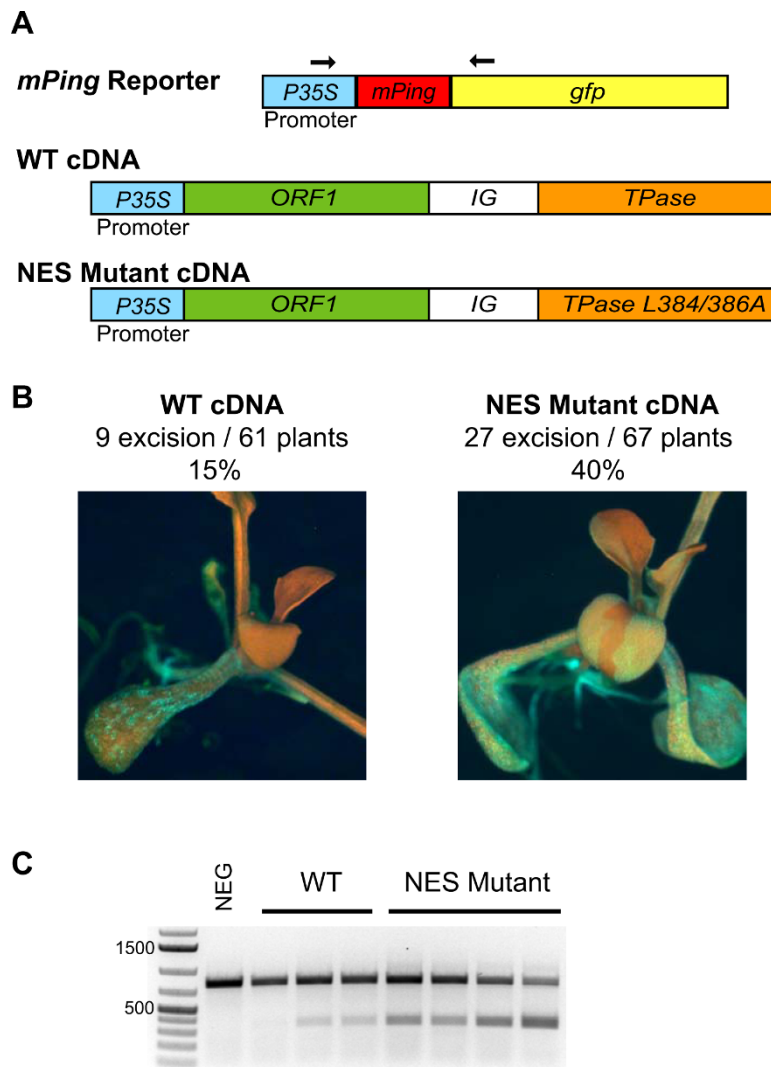 A
mPing Reporter
P35S mPing gfp
Promoter
WT cDNA
P35S ORF1 IG TPase
Promoter
NES Mutant cDNA
P35S ORF1 IG TPase L384/386A
Promoter
B
WT cDNA
9 excision / 61 plants
15%
NES Mutant cDNA
27 excision / 67 plants
40%
C
NEG
WT
NES Mutant
1500
500